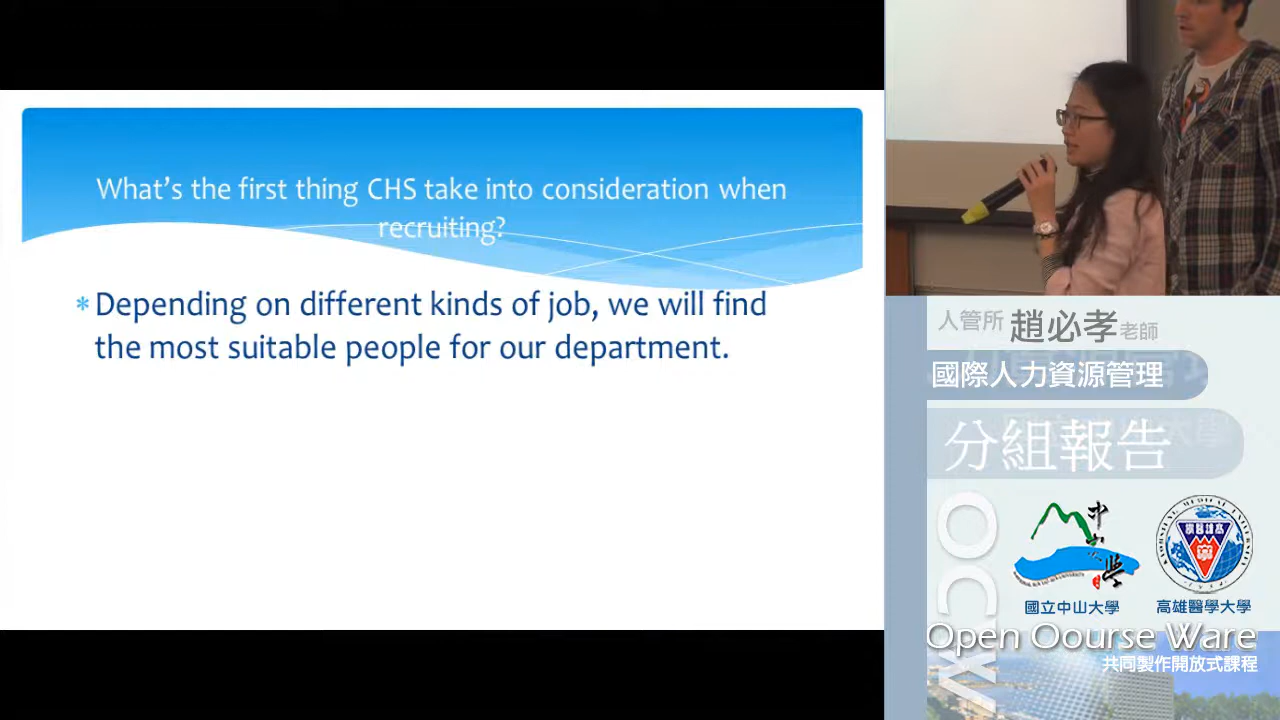 What's the first thing CHS take into consideration when
recruiting?
Depending on different kinds of job, we will find
the most suitable people for our department.
人管所 趙必孝老師
國際人力資源管理
分組報告
OCW
國立中山大學
高雄醫學大學
Open Oourse Ware
共同製作開放式課程